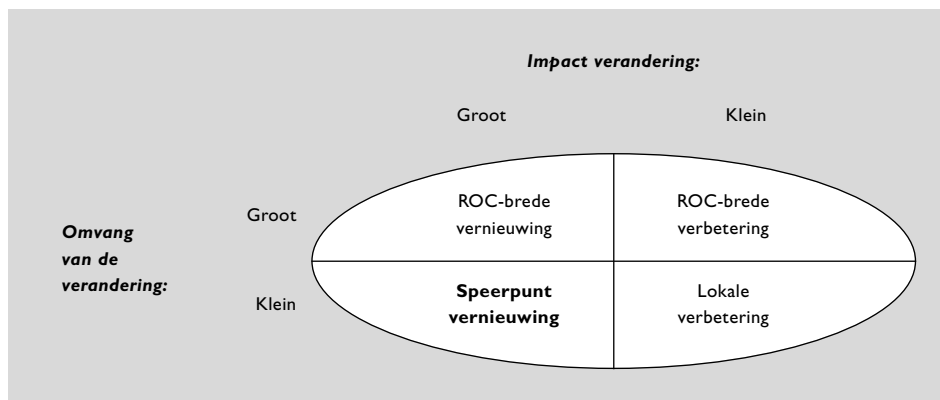 Impact verandering:
Groot Klein
ROC-brede ROC-brede
Groot
vernieuwing verbetering
Omvang
van de
verandering:
Speerpunt Lokale
Klein
vernieuwing verbetering